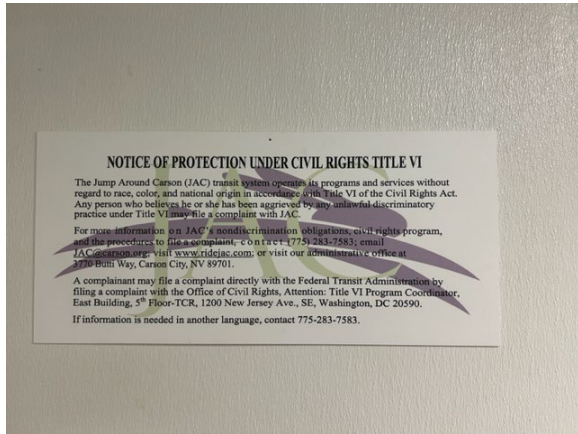 NOTICE OF PROTECTION UNDER CIVIL RIGHTS TITLE VI
The Jump Around Carson (JAC) transit system operates its programs and services without
regard to race, color, and national origin in accordance with Title VI of the Civil Rights Act.
Any person who believes he or she has been aggrieved by any unlawful discriminatory
practice under Title VI may file a complaint with JAC.
For more information on JAC's nondiscrimination obligations, civil rights program,
and the procedures to file a complaint, contact (775) 283-7583; email
JAC@carson.org; visit www.ridejac.com; or visit our administrative office at
3770 Butti Way, Carson City, NV 89701.
A complainant may file a complaint directly with the Federal Transit Administration by
filing a complaint with the Office of Civil Rights, Attention: Title VI Program Coordinator,
East Building, 5th Floor-TCR, 1200 New Jersey Ave., SE, Washington, DC 20590.
If information is needed in another language, contact 775-283-7583.
JAC